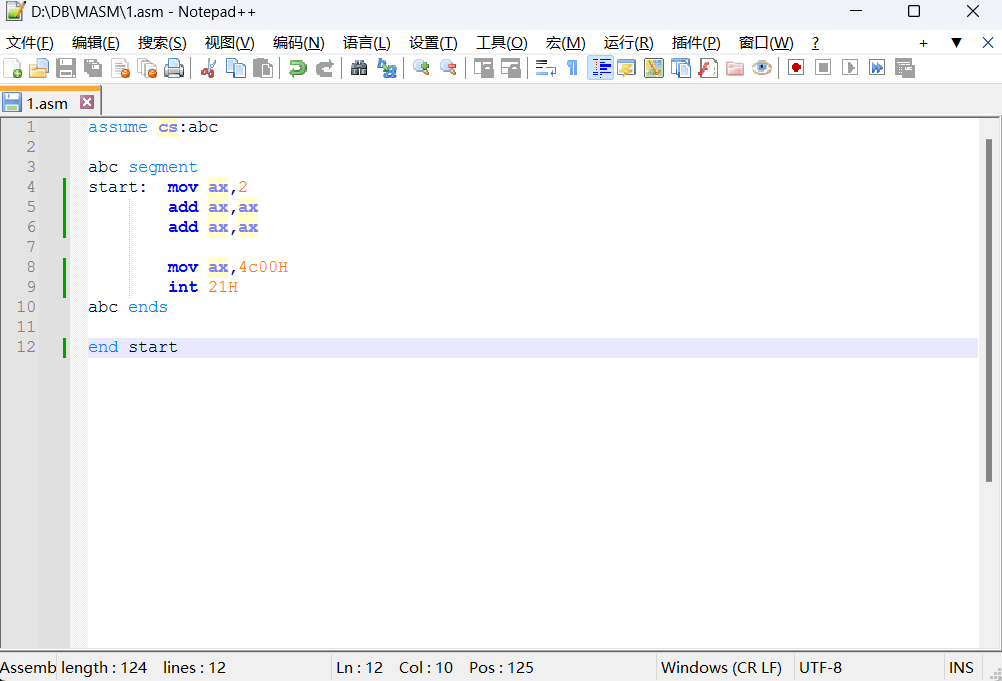 D:\DB\MASM\1.asm - Notepad++
文件(F) 编辑(E) 搜索(S) 视图(V) 编码(N) 语言(L) 设置(T) 工具(O) 宏(M) 运行(R) 插件(P) 窗口(W) ? + ▼ X
1.asm
1 assume cs:abc
2
3 abc segment
4 start: mov ax,2
5 add ax,ax
6 add ax,ax
7
8 mov ax,4c00H
9 int 21H
10 abc ends
11
12 end start
Assemb length : 124 lines : 12 Ln : 12 Col : 10 Pos : 125 Windows (CR LF) UTF-8 INS